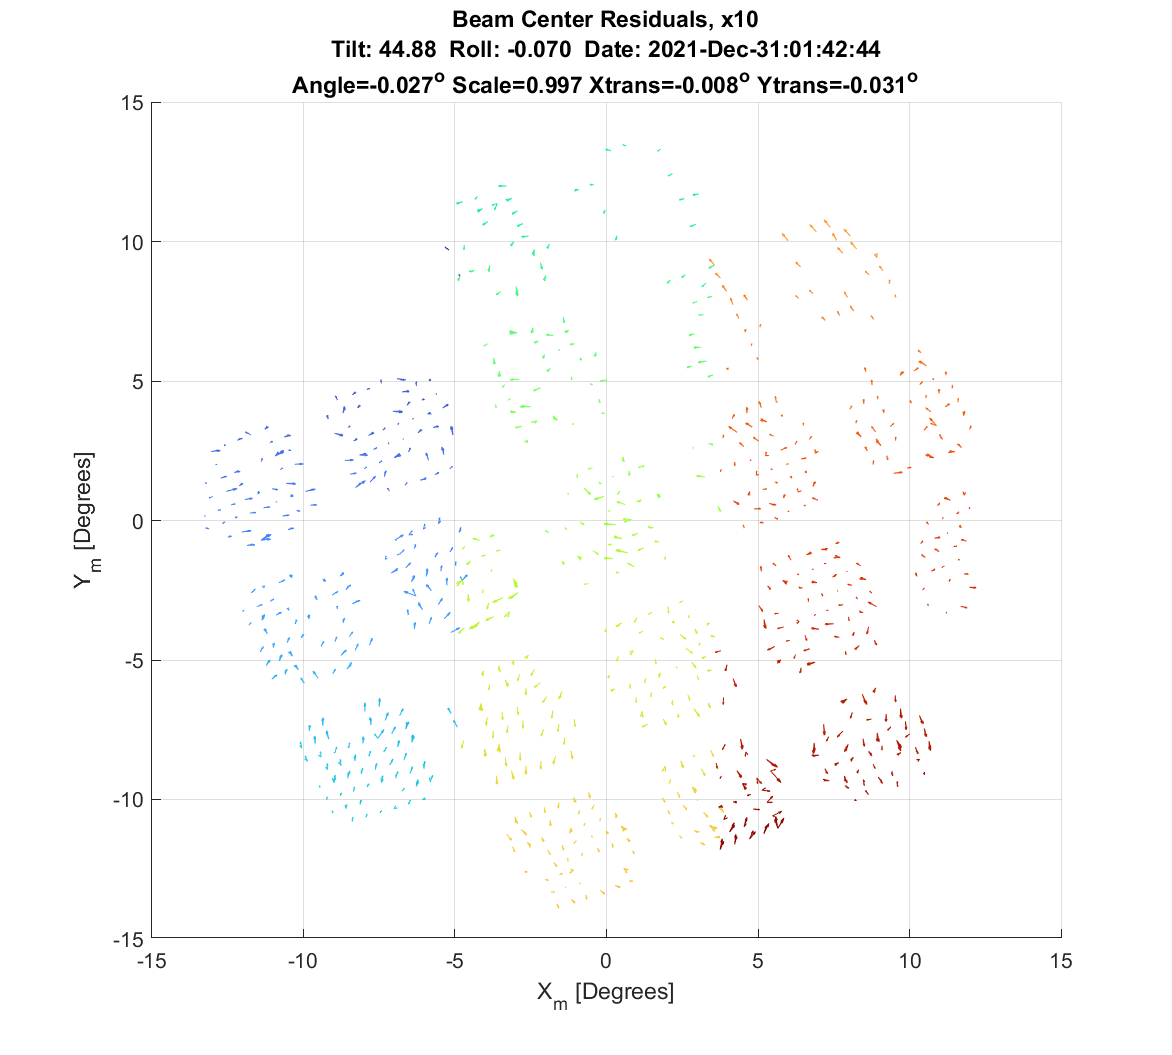 Beam Center Residuals, x10
Tilt: 44.88 Roll: -0.070 Date: 2021-Dec-31:01:42:44
Angle=-0.027° Scale=0.997 Xtrans=-0.008° Ytrans=-0.031°
15
10
5
0
-5
-10
-15
Y_m [Degrees]
-15 -10 -5 0 5 10 15
X_m [Degrees]